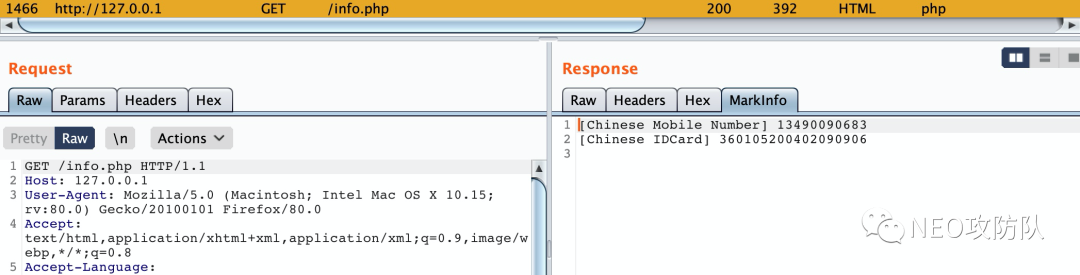 1466 http://127.0.0.1 GET /info.php 200 392 HTML php
Request
Raw Params Headers Hex
Pretty Raw \n Actions
1 GET /info.php HTTP/1.1
2 Host: 127.0.0.1
3 User-Agent: Mozilla/5.0 (Macintosh; Intel Mac OS X 10.15;
rv:80.0) Gecko/20100101 Firefox/80.0
4 Accept:
text/html,application/xhtml+xml,application/xml;q=0.9,image/w
ebp,*/*;q=0.8
5 Accept-Language:
Response
Raw Headers Hex MarkInfo
1 [Chinese Mobile Number] 13490090683
2 [Chinese IDCard] 360105200402090906
3
NEO攻防队